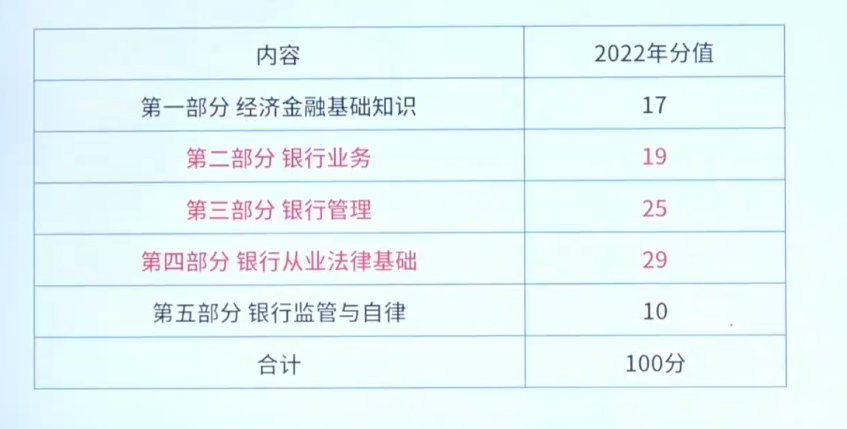 内容 2022年分值
第一部分 经济金融基础知识 17
第二部分 银行业务 19
第三部分 银行管理 25
第四部分 银行从业法律基础 29
第五部分 银行监管与自律 10
合计 100分